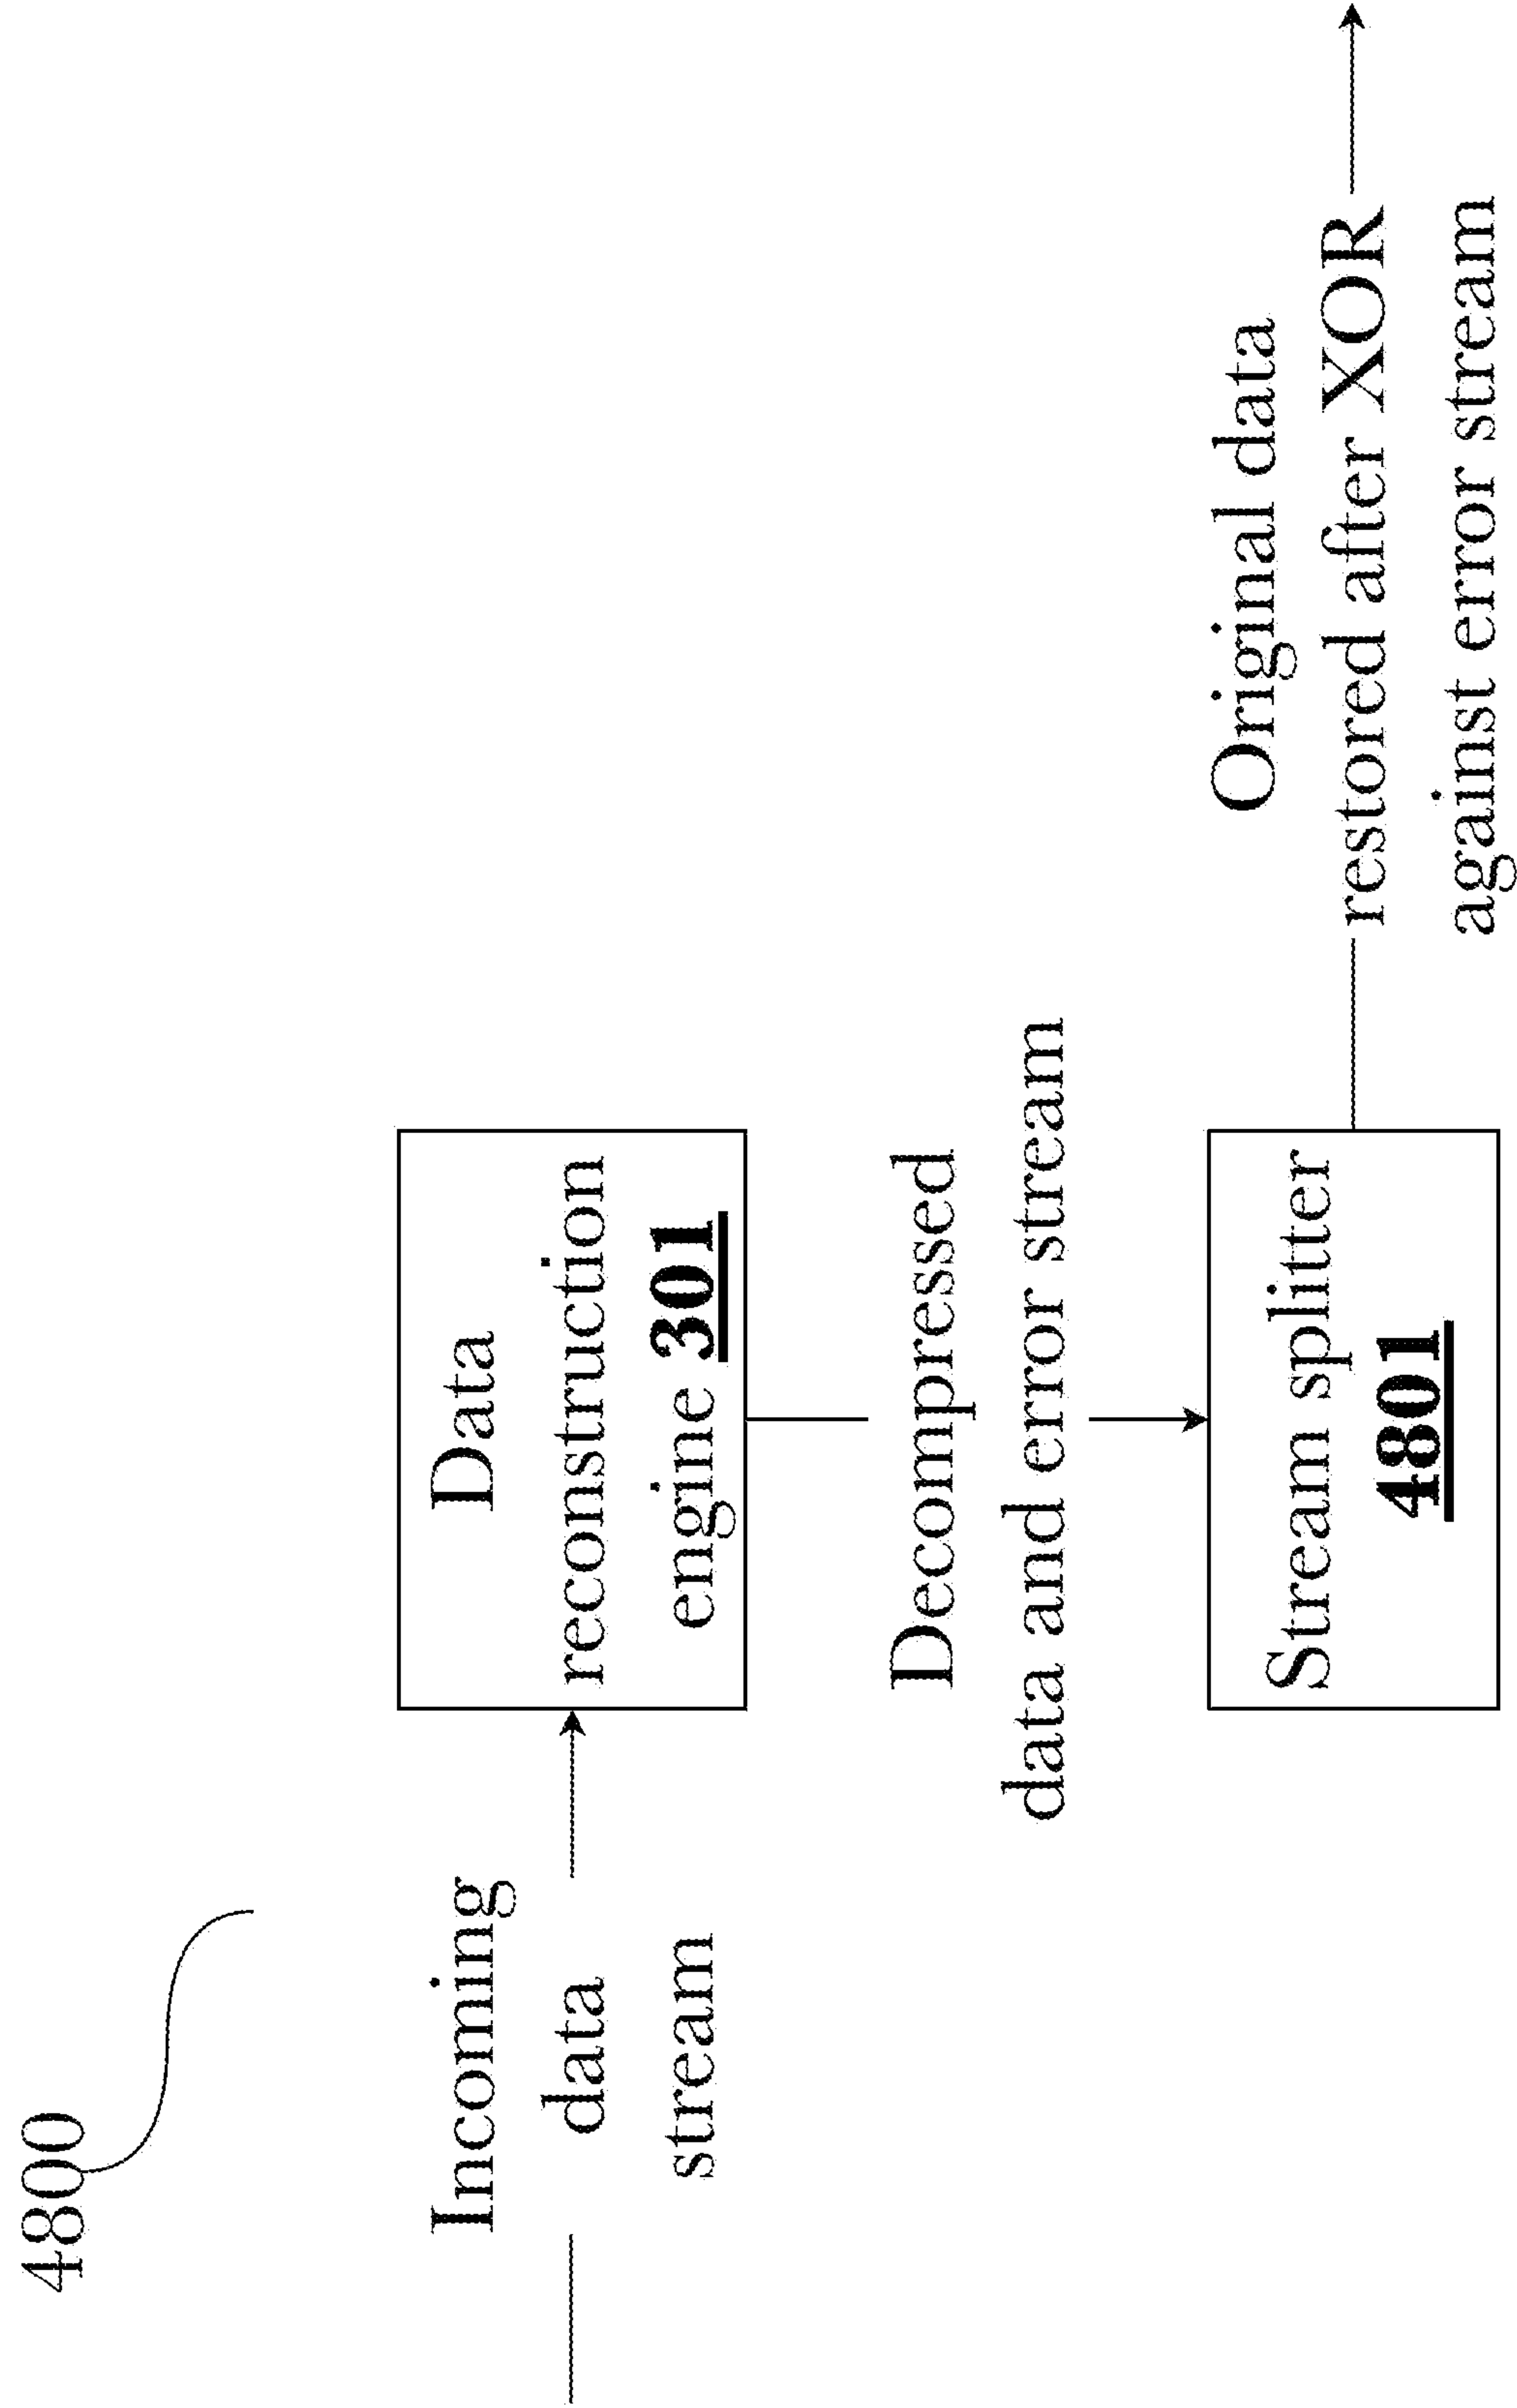 4800
Incoming
data
stream
Data
reconstruction
engine 301
Decompressed
data and error stream
Stream splitter
4801
Original data
restored after XOR
against error stream